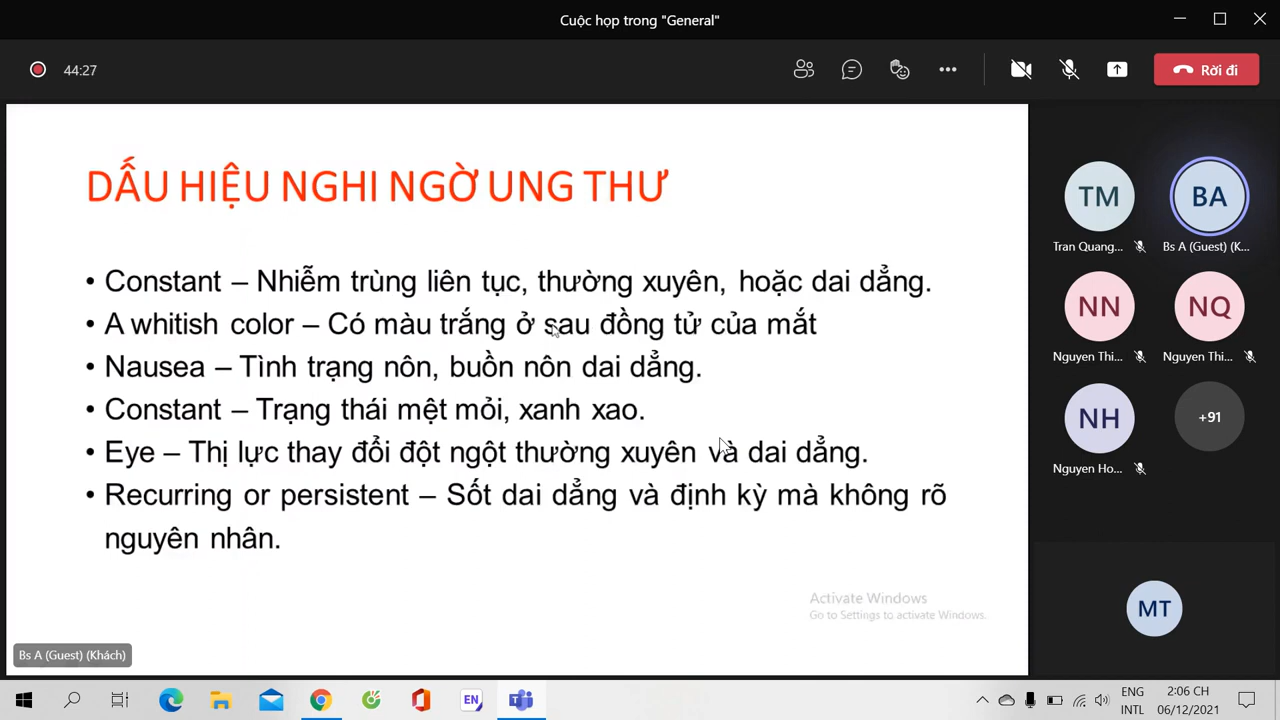 Cuộc họp trong "General"
44:27
Rời đi
DẤU HIỆU NGHI NGỜ UNG THƯ
• Constant – Nhiễm trùng liên tục, thường xuyên, hoặc dai dẳng.
• A whitish color – Có màu trắng ở sau đồng tử của mắt
• Nausea – Tình trạng nôn, buồn nôn dai dẳng.
• Constant – Trạng thái mệt mỏi, xanh xao.
• Eye – Thị lực thay đổi đột ngột thường xuyên và dai dẳng.
• Recurring or persistent – Sốt dai dẳng và định kỳ mà không rõ
nguyên nhân.
Activate Windows
Go to Settings to activate Windows.
Bs A (Guest) (Khách)
TM
BA
Tran Quang...
Bs A (Guest) (K...
NN
NQ
Nguyen Thi...
Nguyen Thi...
NH
+91
Nguyen Ho...
MT
EN
ENG
INTL
2:06 CH
06/12/2021